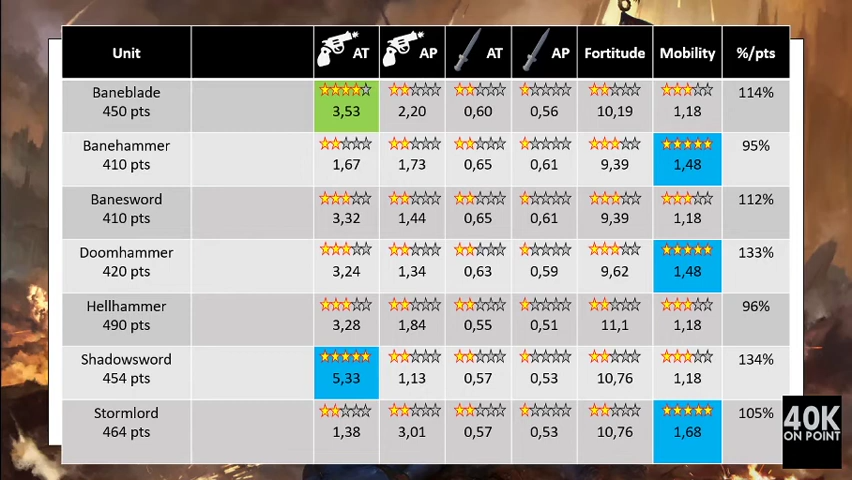 Unit AT AP AT AP Fortitude Mobility %/pts
Baneblade 114%
450 pts 3,53 2,20 0,60 0,56 10,19 1,18
Banehammer 95%
410 pts 1,67 1,73 0,65 0,61 9,39 1,48
Banesword 112%
410 pts 3,32 1,44 0,65 0,61 9,39 1,18
Doomhammer 133%
420 pts 3,24 1,34 0,63 0,59 9,62 1,48
Hellhammer 96%
490 pts 3,28 1,84 0,55 0,51 11,1 1,18
Shadowsword 134%
454 pts 5,33 1,13 0,57 0,53 10,76 1,18
Stormlord 105%
464 pts 1,38 3,01 0,57 0,53 10,76 1,68
40K
ON POINT